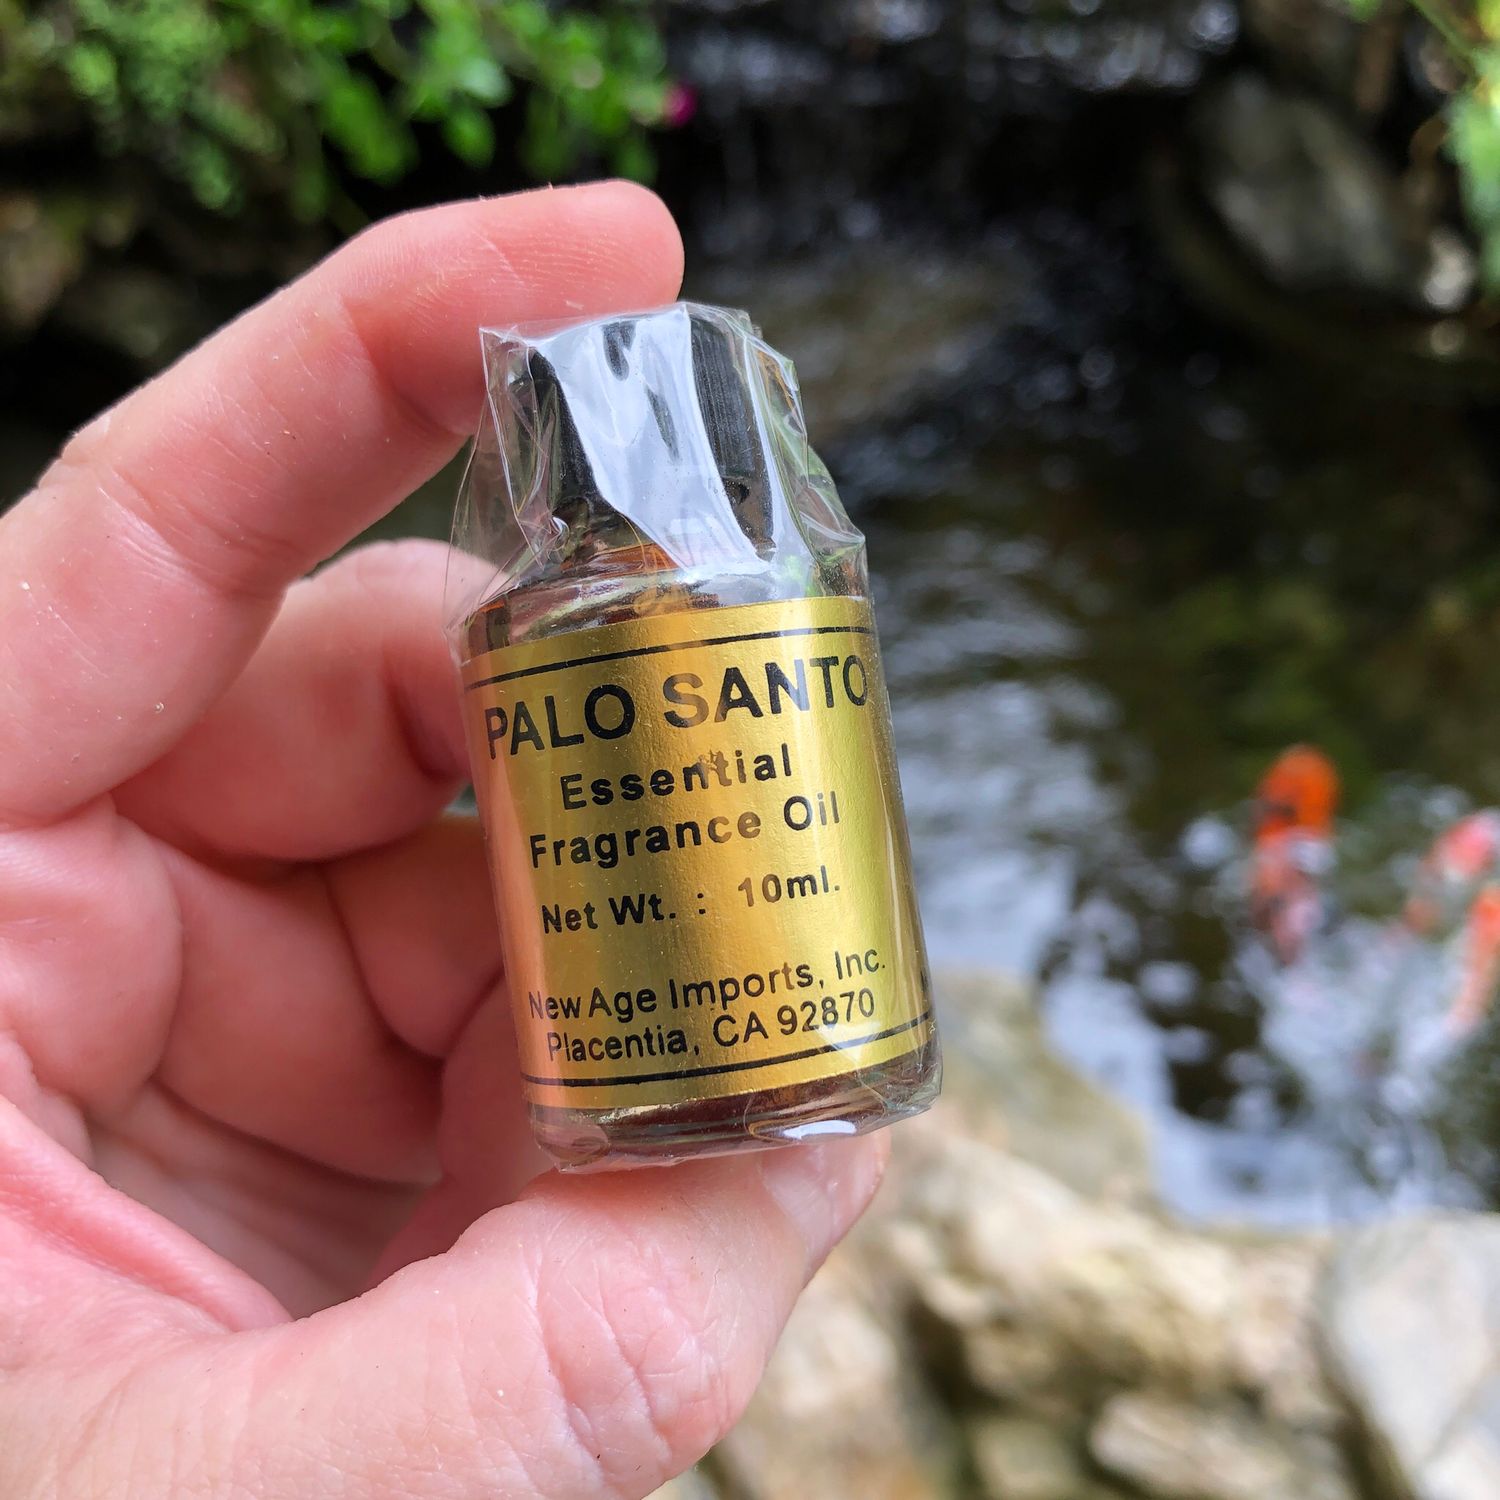 PALO SANTO
Essential
Fragrance Oil
Net Wt. : 10ml.
New Age Imports, Inc.
Placentia, CA 92870